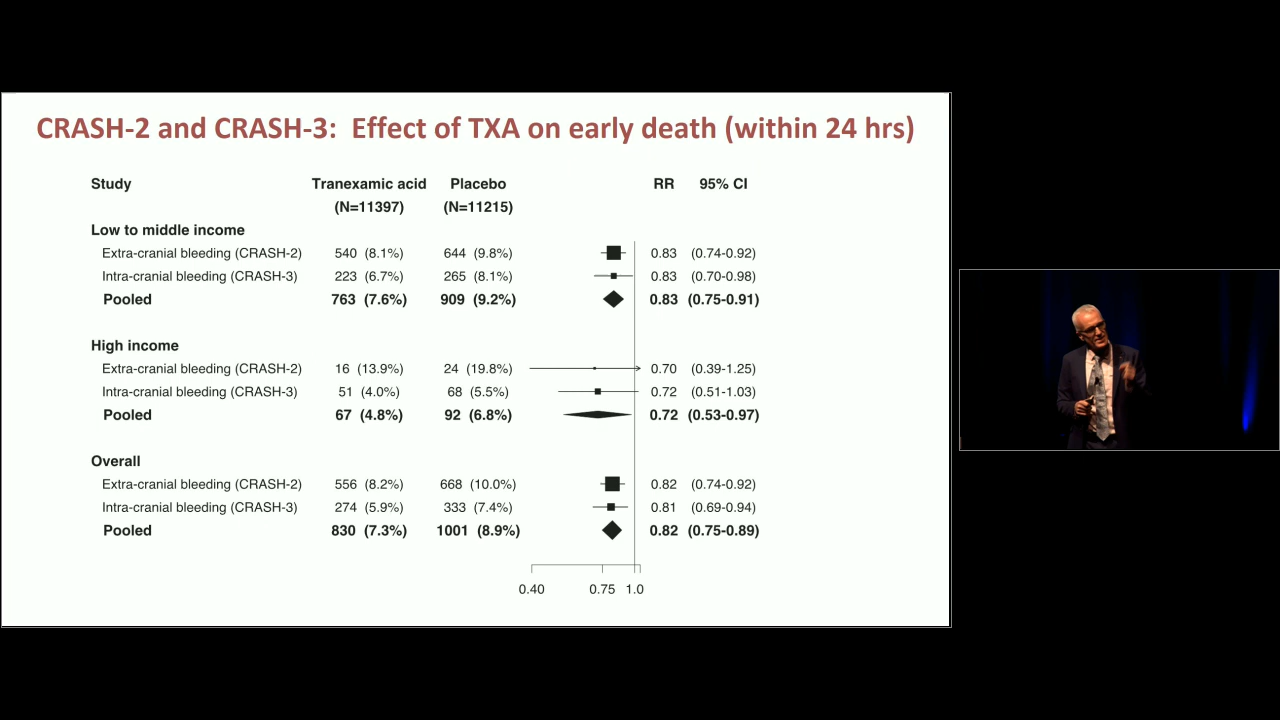 CRASH-2 and CRASH-3: Effect of TXA on early death (within 24 hrs)
Study Tranexamic acid Placebo RR 95% CI
(N=11397) (N=11215)
Low to middle income
Extra-cranial bleeding (CRASH-2) 540 (8.1%) 644 (9.8%) 0.83 (0.74-0.92)
Intra-cranial bleeding (CRASH-3) 223 (6.7%) 265 (8.1%) 0.83 (0.70-0.98)
Pooled 763 (7.6%) 909 (9.2%) 0.83 (0.75-0.91)
High income
Extra-cranial bleeding (CRASH-2) 16 (13.9%) 24 (19.8%) 0.70 (0.39-1.25)
Intra-cranial bleeding (CRASH-3) 51 (4.0%) 68 (5.5%) 0.72 (0.51-1.03)
Pooled 67 (4.8%) 92 (6.8%) 0.72 (0.53-0.97)
Overall
Extra-cranial bleeding (CRASH-2) 556 (8.2%) 668 (10.0%) 0.82 (0.74-0.92)
Intra-cranial bleeding (CRASH-3) 274 (5.9%) 333 (7.4%) 0.81 (0.69-0.94)
Pooled 830 (7.3%) 1001 (8.9%) 0.82 (0.75-0.89)
0.40 0.75 1.0